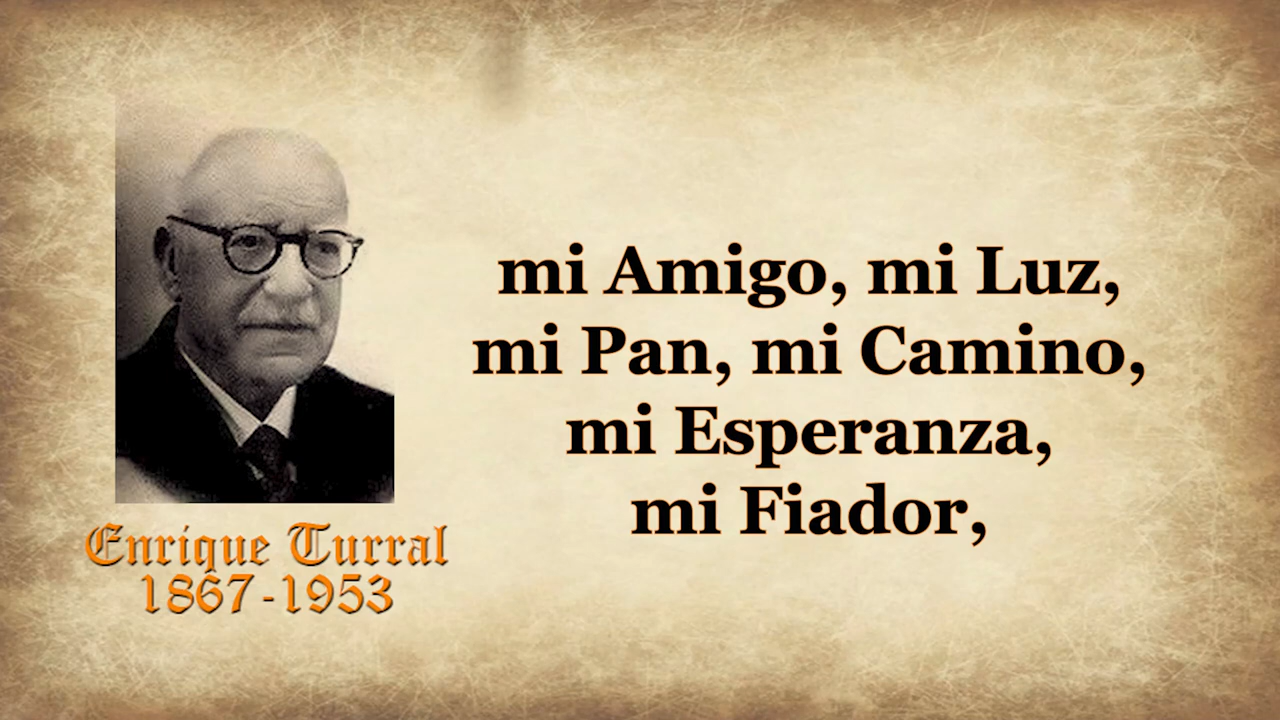 mi Amigo, mi Luz,
mi Pan, mi Camino,
mi Esperanza,
mi Fiador,
Enrique Turral
1867-1953